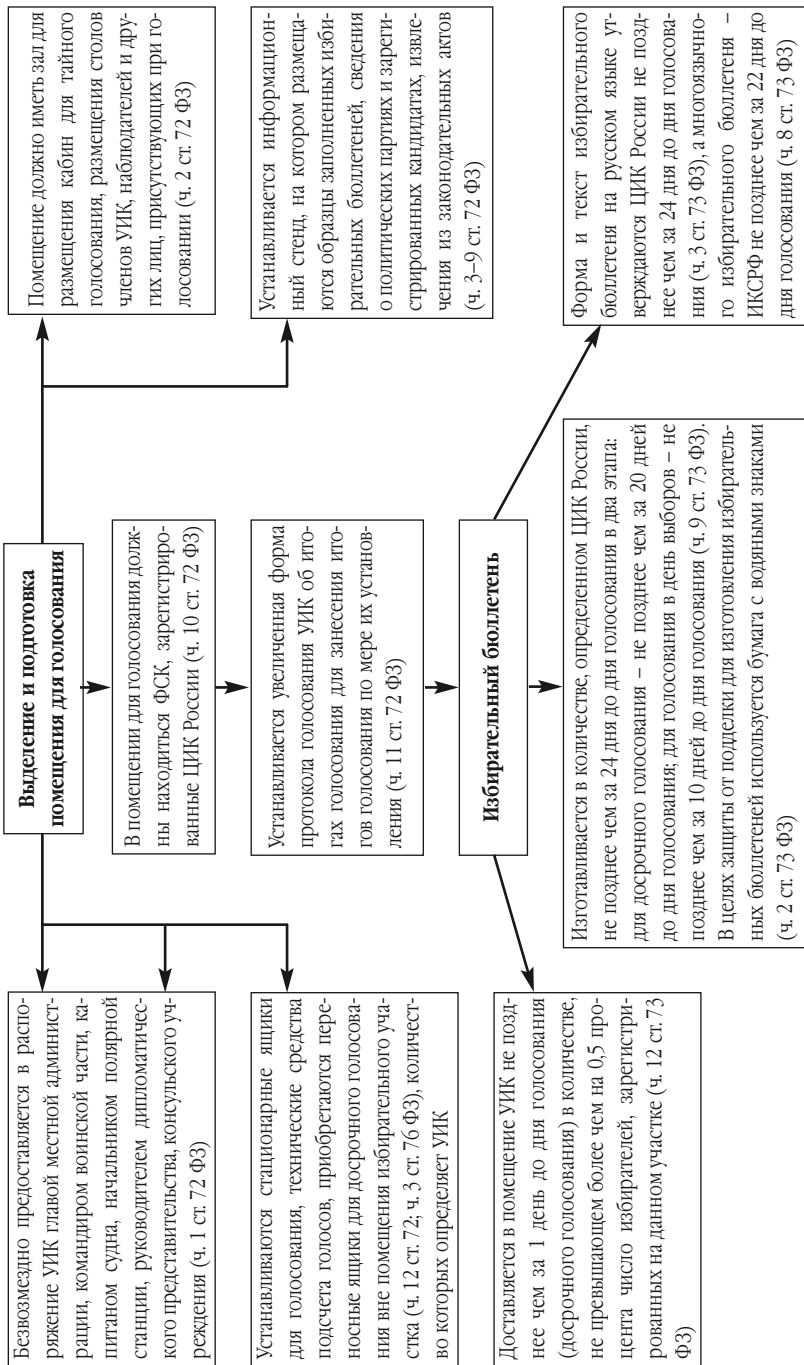 Выделение и подготовка
помещения для голосования
Безвозмездно предоставляется в распо-
ряжение УИК главой местной админист-
рации, командиром воинской части, ка-
питаном судна, начальником полярной
станции, руководителем дипломатичес-
кого представительства, консульского уч-
реждения (ч. 1 ст. 72 ФЗ)
В помещении для голосования долж-
ны находиться ФСК, зарегистриро-
ванные ЦИК России (ч. 10 ст. 72 ФЗ)
Помещение должно иметь зал для
размещения кабин для тайного
голосования, размещения столов
членов УИК, наблюдателей и дру-
гих лиц, присутствующих при го-
лосовании (ч. 2 ст. 72 ФЗ)
Устанавливаются стационарные ящики
для голосования, технические средства
подсчета голосов, приобретаются пере-
носные ящики для досрочного голосова-
ния вне помещения избирательного уча-
стка (ч. 12 ст. 72; ч. 3 ст. 76 ФЗ), количест-
во которых определяет УИК
Устанавливается увеличенная форма
протокола голосования УИК об ито-
гах голосования для занесения ито-
гов голосования по мере их установ-
ления (ч. 11 ст. 72 ФЗ)
Устанавливается информацион-
ный стенд, на котором размеща-
ются образцы заполненных изби-
рательных бюллетеней, сведения
о политических партиях и зареги-
стрированных кандидатах, извле-
чения из законодательных актов
(ч. 3–9 ст. 72 ФЗ)
Избирательный бюллетень
Доставляется в помещение УИК не позд-
нее чем за 1 день до дня голосования
(досрочного голосования) в количестве,
не превышающем более чем на 0,5 про-
цента число избирателей, зарегистри-
рованных на данном участке (ч. 12 ст. 73
ФЗ)
Изготавливается в количестве, определенном ЦИК России,
не позднее чем за 24 дня до дня голосования в два этапа:
для досрочного голосования – не позднее чем за 20 дней
до дня голосования; для голосования в день выборов – не
позднее чем за 10 дней до дня голосования (ч. 9 ст. 73 ФЗ).
В целях защиты от подделки для изготовления избиратель-
ных бюллетеней используется бумага с водяными знаками
(ч. 2 ст. 73 ФЗ)
Форма и текст избирательного
бюллетеня на русском языке ут-
верждаются ЦИК России не позд-
нее чем за 24 дня до дня голосова-
ния (ч. 3 ст. 73 ФЗ), а многоязычно-
го избирательного бюллетеня –
ИКСРФ не позднее чем за 22 дня до
дня голосования (ч. 8 ст. 73 ФЗ)